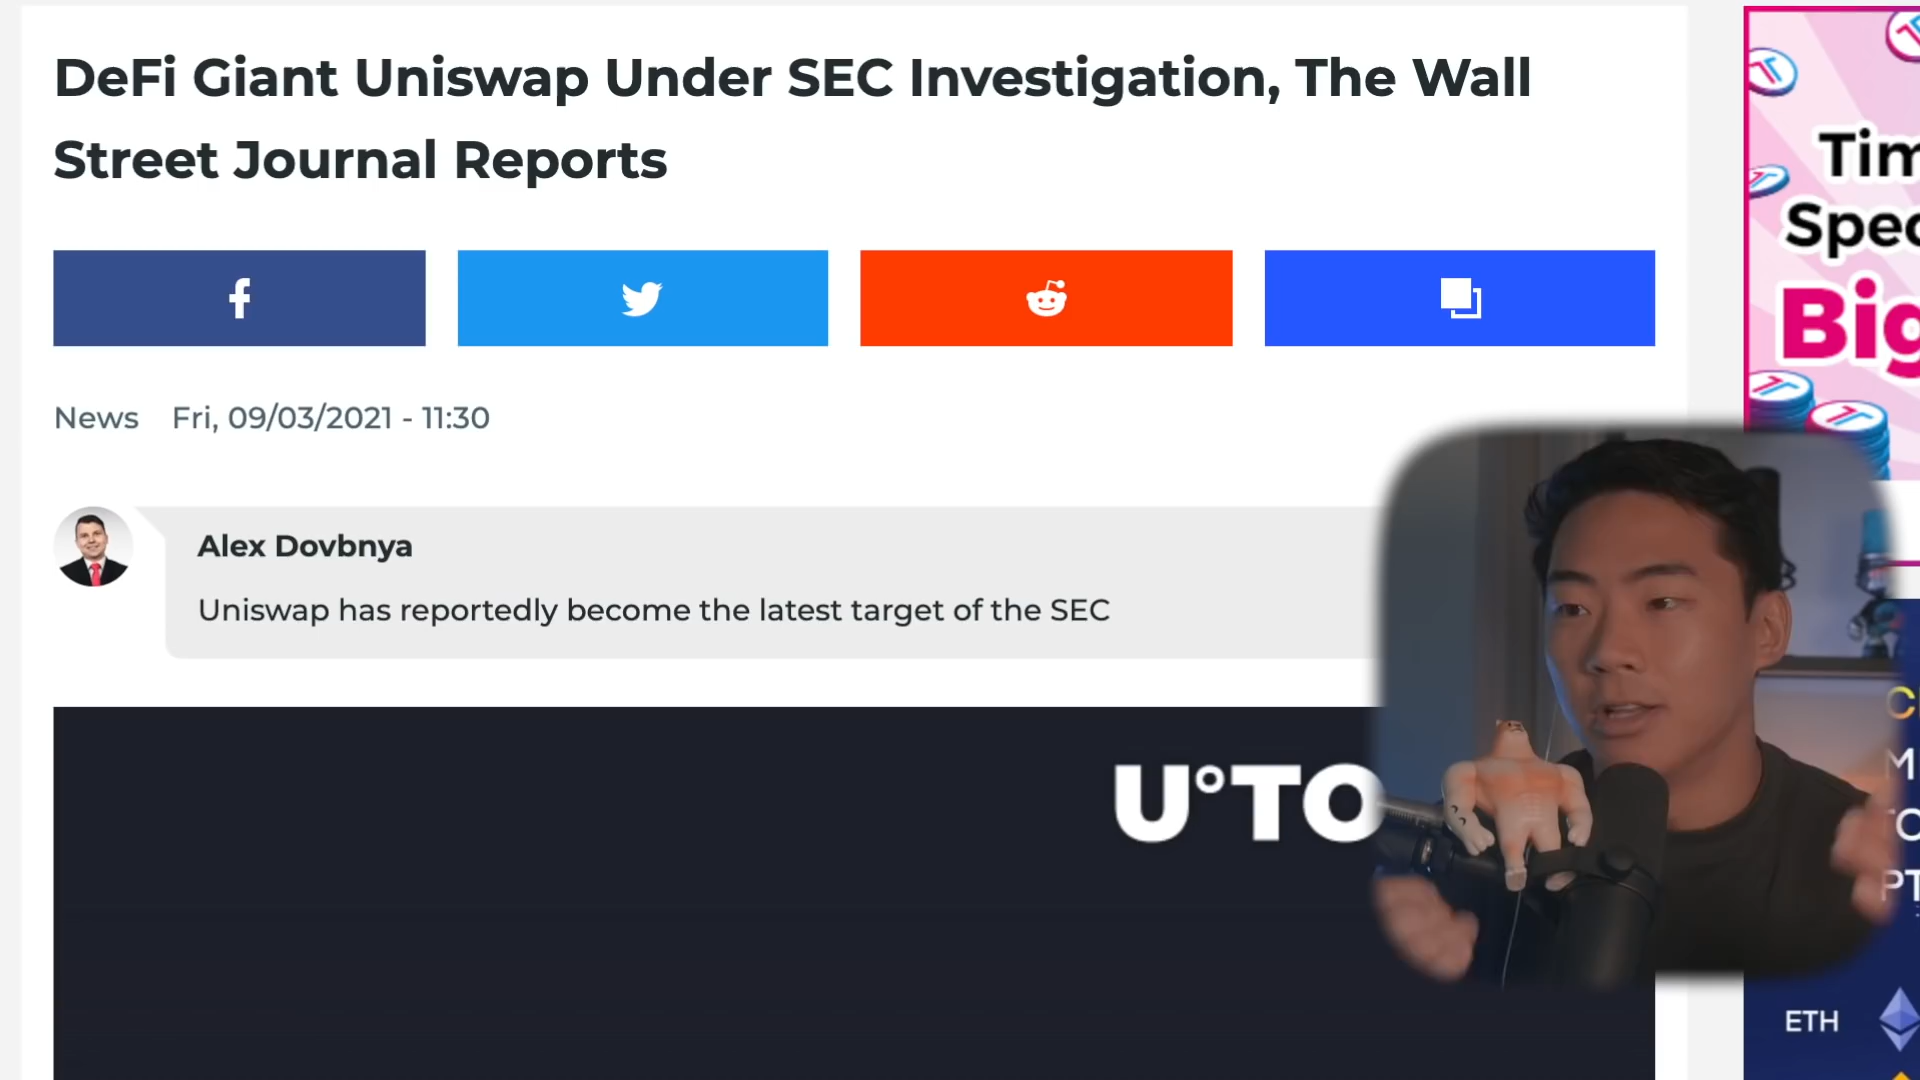 DeFi Giant Uniswap Under SEC Investigation, The Wall
Street Journal Reports
News Fri, 09/03/2021 - 11:30
Alex Dovbnya
Uniswap has reportedly become the latest target of the SEC
U°TO
ETH